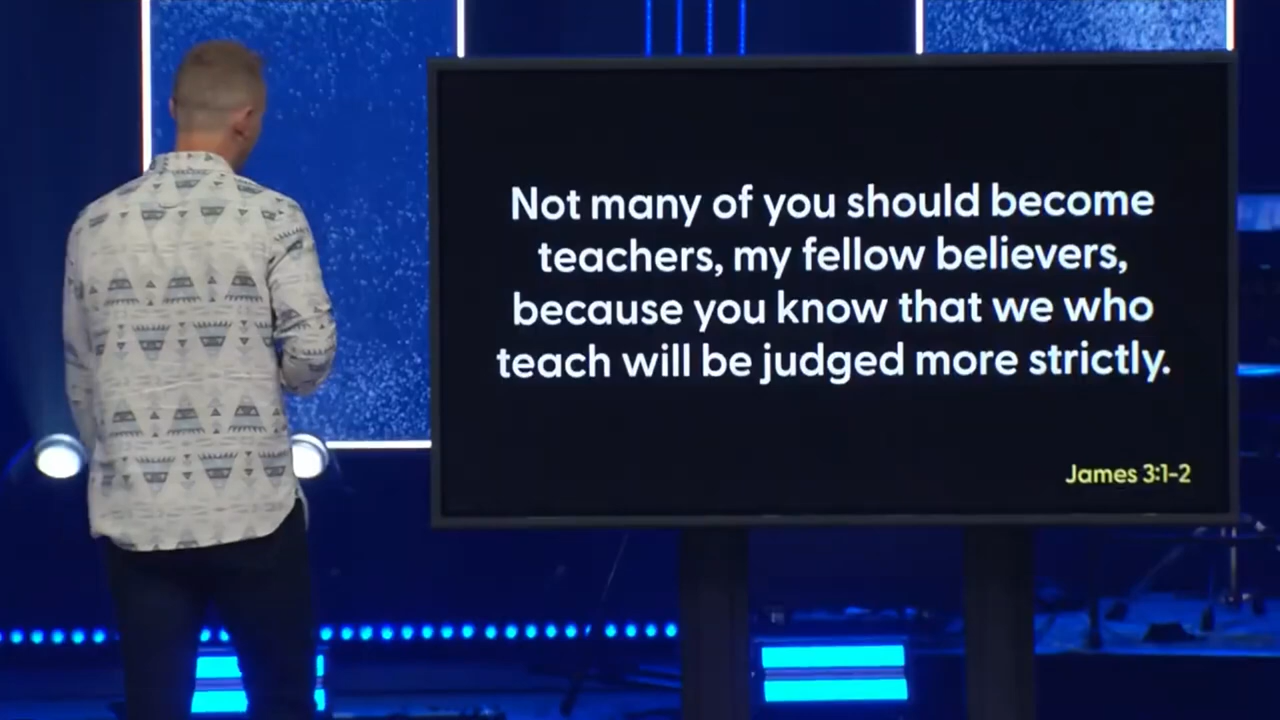 Not many of you should become
teachers, my fellow believers,
because you know that we who
teach will be judged more strictly.
James 3:1-2